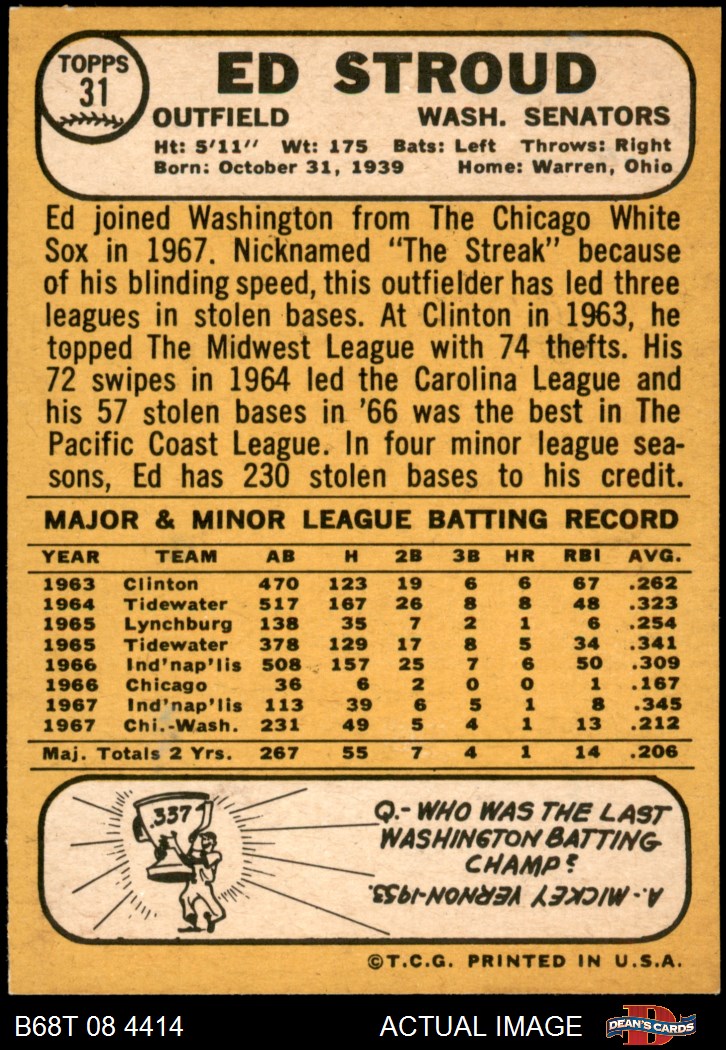 TOPPS
31
ED STROUD
OUTFIELD WASH. SENATORS
Ht: 5'11" Wt: 175 Bats: Left Throws: Right
Born: October 31, 1939 Home: Warren, Ohio
Ed joined Washington from The Chicago White
Sox in 1967. Nicknamed "The Streak" because
of his blinding speed, this outfielder has led three
leagues in stolen bases. At Clinton in 1963, he
topped The Midwest League with 74 thefts. His
72 swipes in 1964 led the Carolina League and
his 57 stolen bases in '66 was the best in The
Pacific Coast League. In four minor league sea-
sons, Ed has 230 stolen bases to his credit.
MAJOR & MINOR LEAGUE BATTING RECORD
YEAR TEAM AB H 2B 3B HR RBI AVG.
1963 Clinton 470 123 19 6 6 67 .262
1964 Tidewater 517 167 26 8 8 48 .323
1965 Lynchburg 138 35 7 2 1 6 .254
1965 Tidewater 378 129 17 8 5 34 .341
1966 Ind'nap'lis 508 157 25 7 6 50 .309
1966 Chicago 36 6 2 0 0 1 .167
1967 Ind'nap'lis 113 39 6 5 1 8 .345
1967 Chi.-Wash. 231 49 5 4 1 13 .212
Maj. Totals 2 Yrs. 267 55 7 4 1 14 .206
.337
Q.- WHO WAS THE LAST
WASHINGTON BATTING
CHAMP?
A.- MICKEY VERNON-1953.
©T.C.G. PRINTED IN U.S.A.
B68T 08 4414 ACTUAL IMAGE
D
DEAN'S CARDS